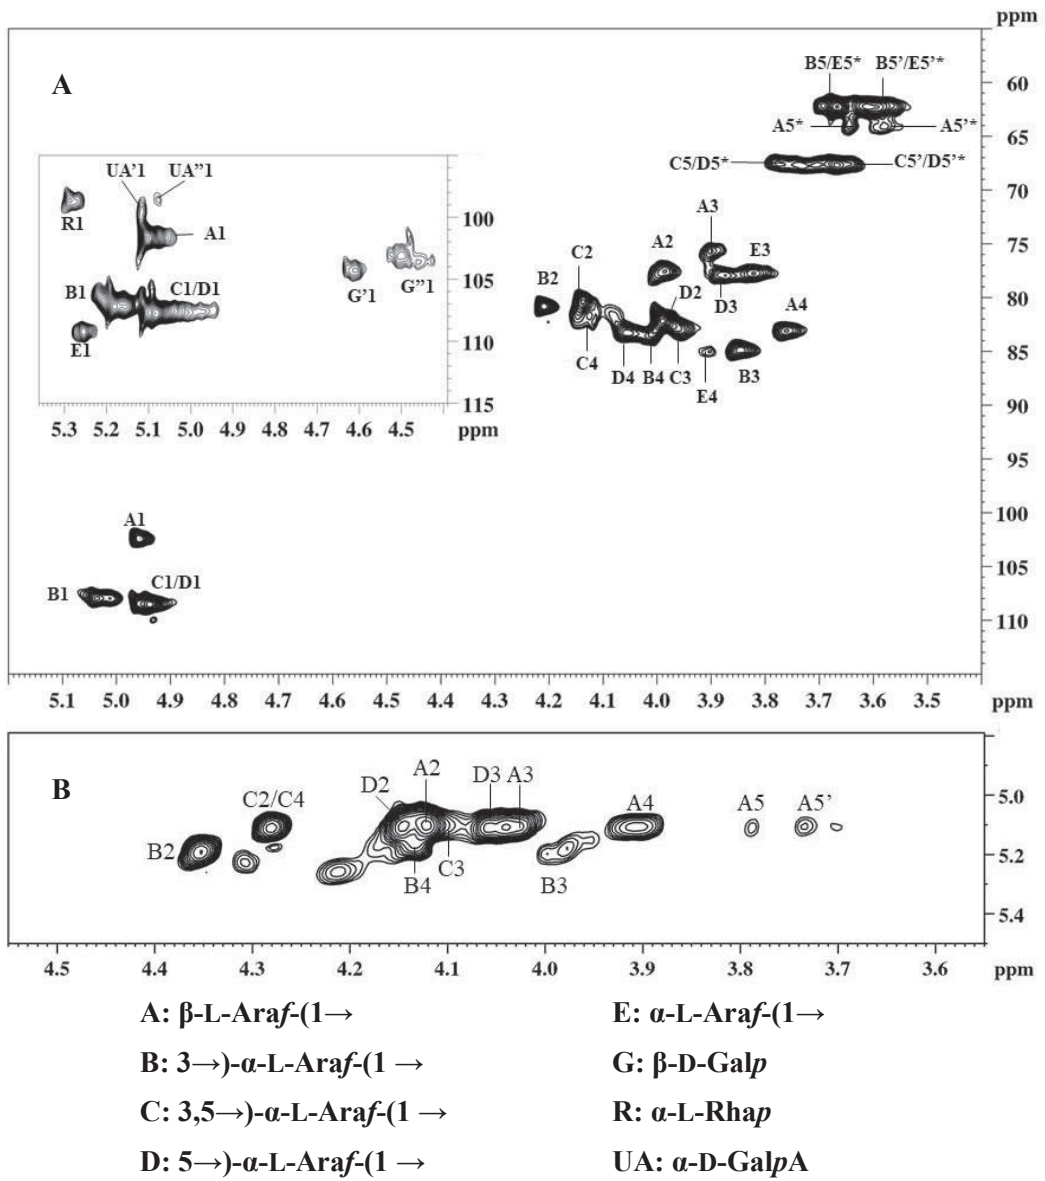 ppm
A
B5/E5* B5’/E5’*
60
A5* A5’*
65
C5/D5* C5’/D5’*
70
UA’1 UA”1
R1 A1
100
A3
75
A2 E3
C2
B2
G’1 G”1
105
B1 C1/D1
D2 D3 A4
80
E1
110
C4 D4 B4 C3 E4 B3
85
115
5.3 5.2 5.1 5.0 4.9 4.8 4.7 4.6 4.5 ppm
90
95
A1
100
B1 C1/D1
105
110
5.1 5.0 4.9 4.8 4.7 4.6 4.5 4.4 4.3 4.2 4.1 4.0 3.9 3.8 3.7 3.6 3.5 ppm
B
D2 A2 D3 A3
C2/C4 A4 A5 A5’
5.0
B2 B4 C3 B3
5.2
5.4
4.5 4.4 4.3 4.2 4.1 4.0 3.9 3.8 3.7 3.6 ppm
A: β-L-Araf-(1→
E: α-L-Araf-(1→
B: 3→)-α-L-Araf-(1 →
G: β-D-Galp
C: 3,5→)-α-L-Araf-(1 →
R: α-L-Rhap
D: 5→)-α-L-Araf-(1 →
UA: α-D-GalpA